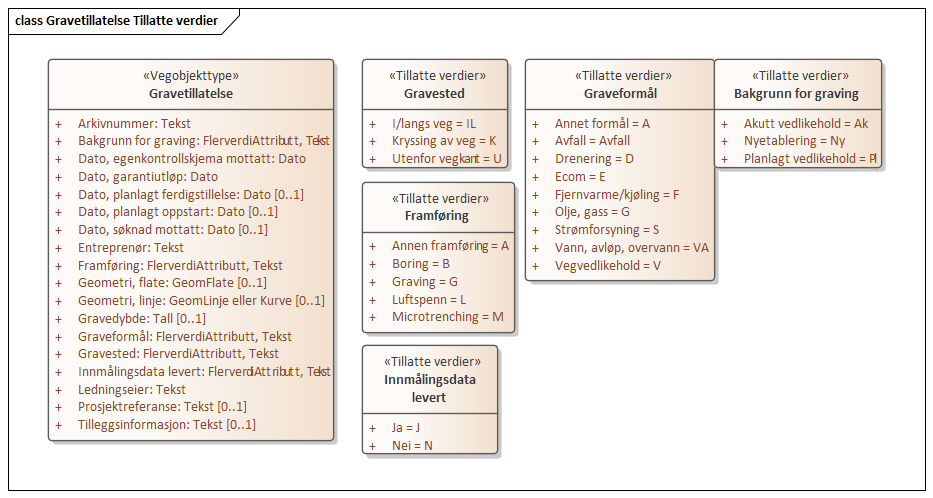 class Gravetillatelse Tillatte verdier
«Vegobjekttype»
Gravetillatelse
+ Arkivnummer: Tekst
+ Bakgrunn for graving: FlerverdiAttributt, Tekst
+ Dato, egenkontrollskjema mottatt: Dato
+ Dato, garantiutløp: Dato
+ Dato, planlagt ferdigstillelse: Dato [0..1]
+ Dato, planlagt oppstart: Dato [0..1]
+ Dato, søknad mottatt: Dato [0..1]
+ Entreprenør: Tekst
+ Framføring: FlerverdiAttributt, Tekst
+ Geometri, flate: GeomFlate [0..1]
+ Geometri, linje: GeomLinje eller Kurve [0..1]
+ Gravedybde: Tall [0..1]
+ Graveformål: FlerverdiAttributt, Tekst
+ Gravested: FlerverdiAttributt, Tekst
+ Innmålingsdata levert: FlerverdiAttributt, Tekst
+ Ledningseier: Tekst
+ Prosjektreferanse: Tekst [0..1]
+ Tilleggsinformasjon: Tekst [0..1]
«Tillatte verdier»
Gravested
+ I/langs veg = IL
+ Kryssing av veg = K
+ Utenfor vegkant = U
«Tillatte verdier»
Framføring
+ Annen framføring = A
+ Boring = B
+ Graving = G
+ Luftspenn = L
+ Microtrenching = M
«Tillatte verdier»
Innmålingsdata
levert
+ Ja = J
+ Nei = N
«Tillatte verdier»
Graveformål
+ Annet formål = A
+ Avfall = Avfall
+ Drenering = D
+ Ecom = E
+ Fjernvarme/kjøling = F
+ Olje, gass = G
+ Strømforsyning = S
+ Vann, avløp, overvann = VA
+ Vegvedlikehold = V
«Tillatte verdier»
Bakgrunn for graving
+ Akutt vedlikehold = Ak
+ Nyetablering = Ny
+ Planlagt vedlikehold = Pl